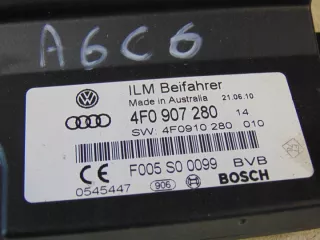 A6C6
ILM Beifahrer
Made in Australia 21.06.10
4F0 907 280 14
SW: 4F0910 280 010
CE F005 S0 0099 BVB
0545447 906 BOSCH